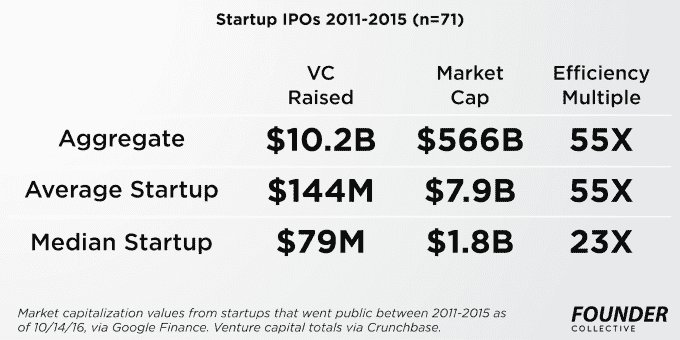 Startup IPOs 2011-2015 (n=71)
VC Raised
Market Cap
Efficiency Multiple
Aggregate $10.2B $566B 55X
Average Startup $144M $7.9B 55X
Median Startup $79M $1.8B 23X
Market capitalization values from startups that went public between 2011-2015 as
of 10/14/16, via Google Finance. Venture capital totals via Crunchbase.
FOUNDER
COLLECTIVE